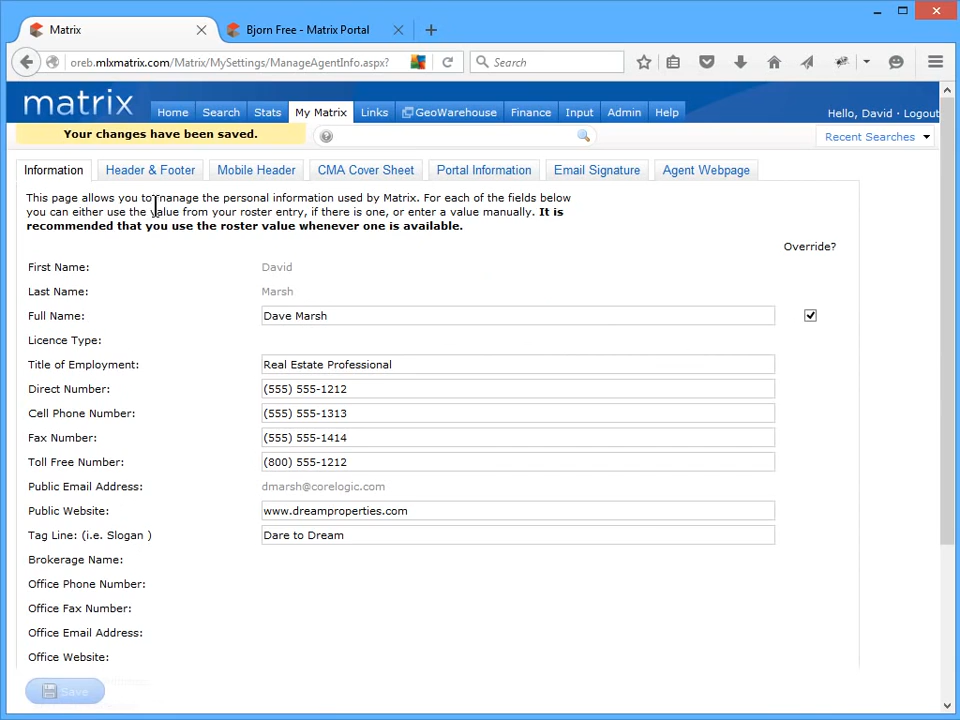 Matrix
Bjorn Free - Matrix Portal
oreb.mlxmatrix.com/Matrix/MySettings/ManageAgentInfo.aspx?
Search
matrix
Home
Search
Stats
My Matrix
Links
GeoWarehouse
Finance
Input
Admin
Help
Hello, David · Logout
Your changes have been saved.
Recent Searches
Information
Header & Footer
Mobile Header
CMA Cover Sheet
Portal Information
Email Signature
Agent Webpage
This page allows you to manage the personal information used by Matrix. For each of the fields below
you can either use the value from your roster entry, if there is one, or enter a value manually. It is
recommended that you use the roster value whenever one is available.
Override?
First Name: David
Last Name: Marsh
Full Name: Dave Marsh
Licence Type:
Title of Employment: Real Estate Professional
Direct Number: (555) 555-1212
Cell Phone Number: (555) 555-1313
Fax Number: (555) 555-1414
Toll Free Number: (800) 555-1212
Public Email Address: dmarsh@corelogic.com
Public Website: www.dreamproperties.com
Tag Line: (i.e. Slogan ) Dare to Dream
Brokerage Name:
Office Phone Number:
Office Fax Number:
Office Email Address:
Office Website:
Save